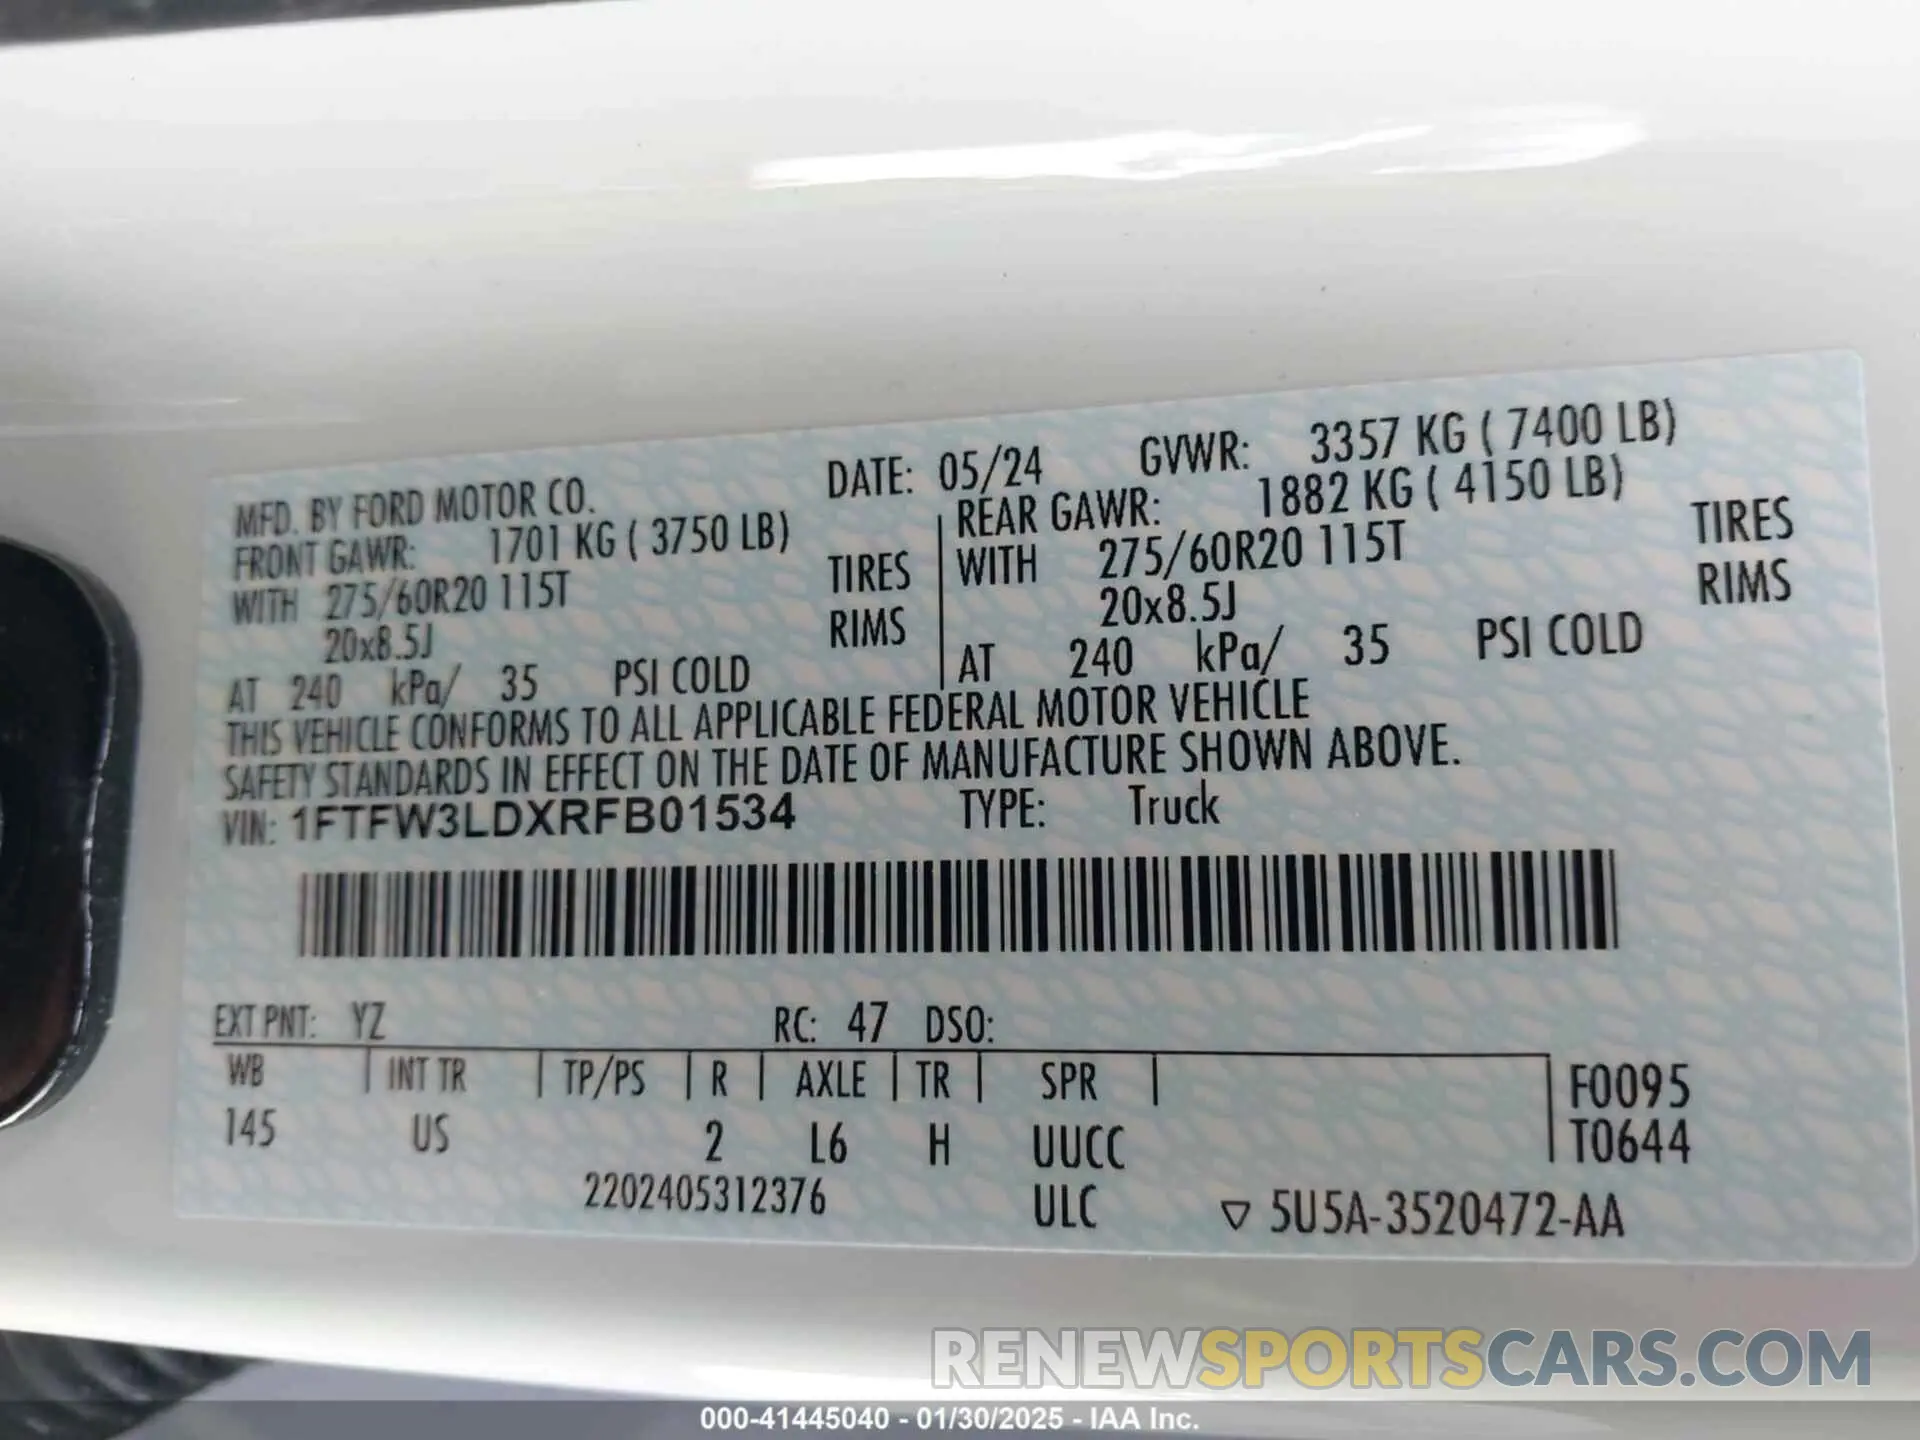 MFD. BY FORD MOTOR CO. DATE: 05/24 GVWR: 3357 KG ( 7400 LB)
FRONT GAWR: 1701 KG ( 3750 LB) REAR GAWR: 1882 KG ( 4150 LB)
WITH 275/60R20 115T TIRES WITH 275/60R20 115T TIRES
20x8.5J RIMS 20x8.5J RIMS
AT 240 kPa/ 35 PSI COLD AT 240 kPa/ 35 PSI COLD
THIS VEHICLE CONFORMS TO ALL APPLICABLE FEDERAL MOTOR VEHICLE
SAFETY STANDARDS IN EFFECT ON THE DATE OF MANUFACTURE SHOWN ABOVE.
VIN: 1FTFW3LDXRFB01534 TYPE: Truck
EXT PNT: YZ RC: 47 DSO:
WB INT TR TP/PS R AXLE TR SPR F0095
145 US 2 L6 H UUCC T0644
2202405312376 ULC ▽ 5U5A-3520472-AA
RENEWSPORTSCARS.COM
000-41445040 - 01/30/2025 - IAA Inc.